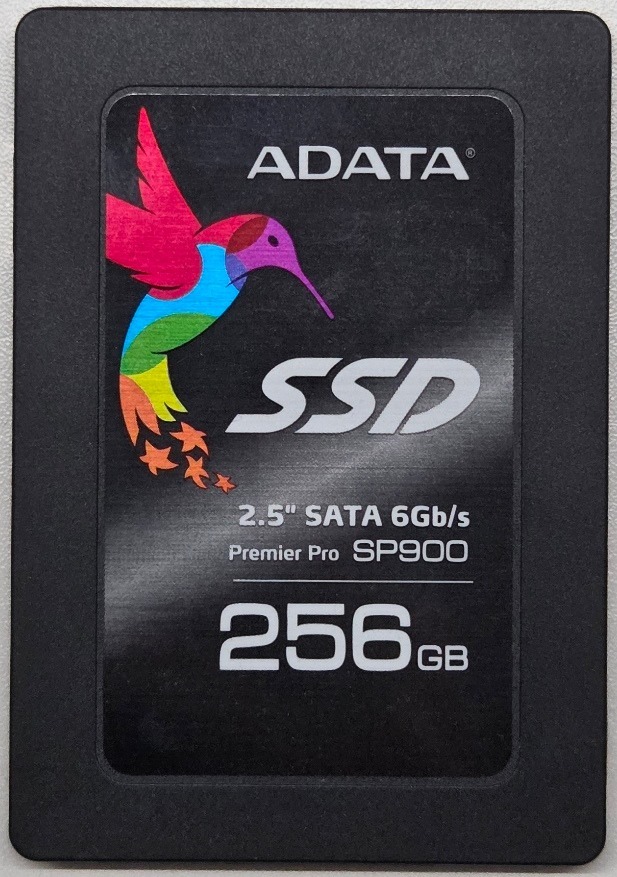 ADATA®
SSD
2.5" SATA 6Gb/s
Premier Pro SP900
256GB